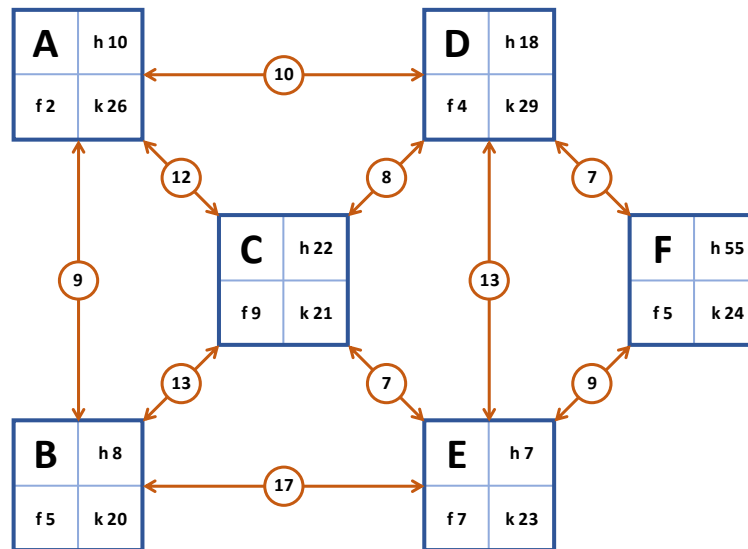 A h 10
f 2 k 26
10
D h 18
f 4 k 29
12
8
7
C h 22
f 9 k 21
9
13
F h 55
f 5 k 24
13
7
9
B h 8
f 5 k 20
17
E h 7
f 7 k 23